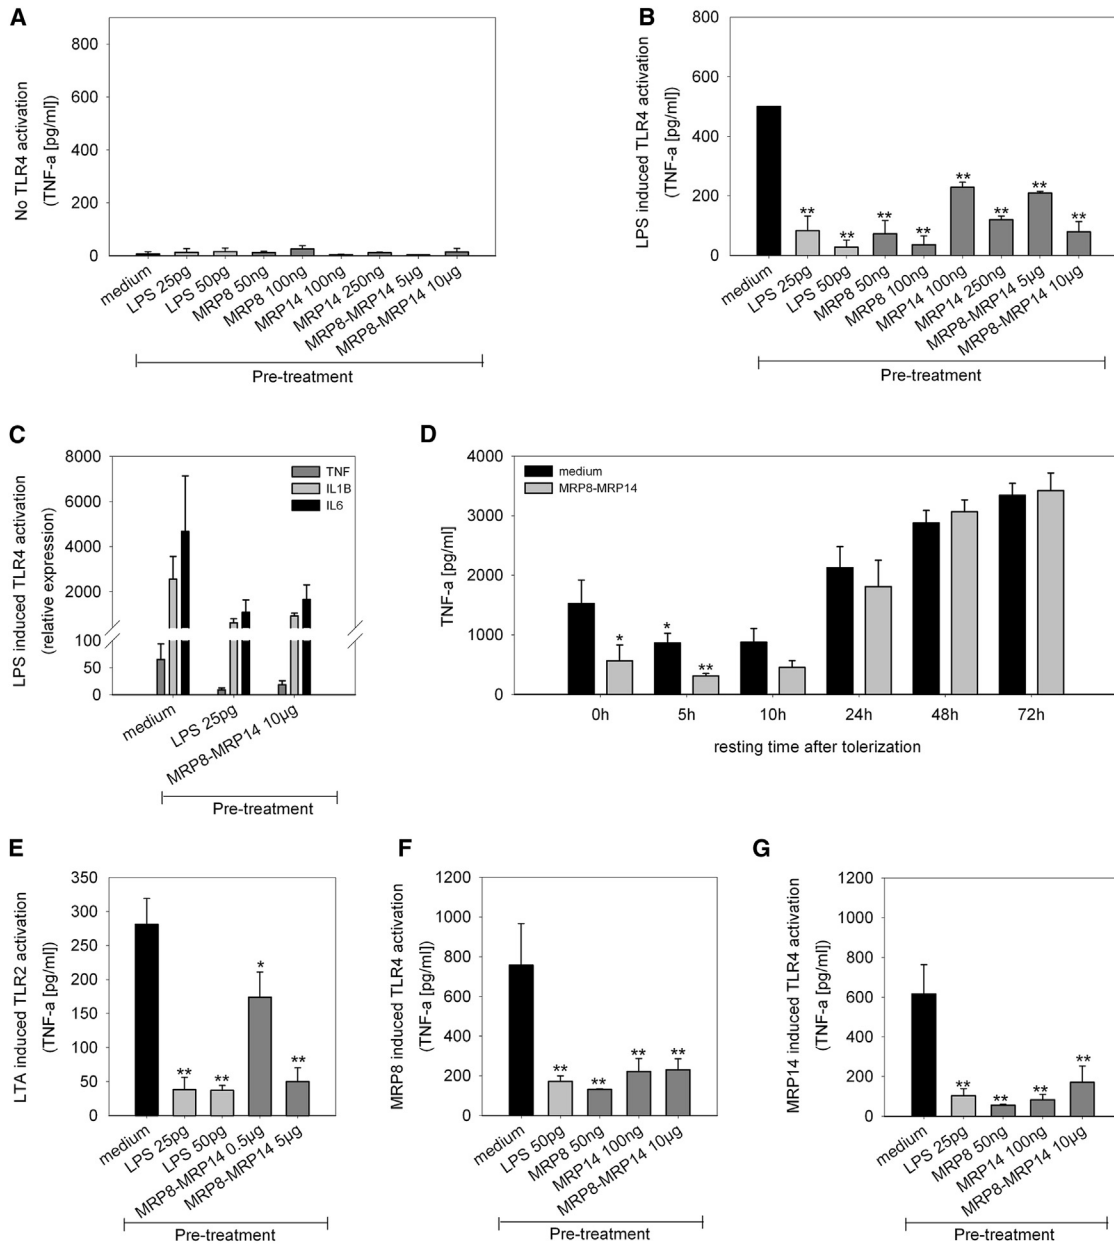 A
No TLR4 activation
(TNF-a [pg/ml])
800
600
400
200
0
medium
LPS 25pg
LPS 50pg
MRP8 50ng
MRP8 100ng
MRP14 100ng
MRP14 250ng
MRP8-MRP14 5µg
MRP8-MRP14 10µg
Pre-treatment
B
LPS induced TLR4 activation
(TNF-a [pg/ml])
800
600
400
200
0
**
**
**
**
**
**
**
**
medium
LPS 25pg
LPS 50pg
MRP8 50ng
MRP8 100ng
MRP14 100ng
MRP14 250ng
MRP8-MRP14 5µg
MRP8-MRP14 10µg
Pre-treatment
C
LPS induced TLR4 activation
(relative expression)
8000
6000
4000
2000
100
50
0
TNF
IL1B
IL6
medium
LPS 25pg
MRP8-MRP14 10µg
Pre-treatment
D
TNF-a [pg/ml]
4000
3000
2000
1000
0
medium
MRP8-MRP14
*
*
**
0h
5h
10h
24h
48h
72h
resting time after tolerization
E
LTA induced TLR2 activation
(TNF-a [pg/ml])
350
300
250
200
150
100
50
0
**
**
*
**
medium
LPS 25pg
LPS 50pg
MRP8-MRP14 0.5µg
MRP8-MRP14 5µg
Pre-treatment
F
MRP8 induced TLR4 activation
(TNF-a [pg/ml])
1200
1000
800
600
400
200
0
**
**
**
**
medium
LPS 50pg
MRP8 50ng
MRP14 100ng
MRP8-MRP14 10µg
Pre-treatment
G
MRP14 induced TLR4 activation
(TNF-a [pg/ml])
1200
1000
800
600
400
200
0
**
**
**
**
medium
LPS 25pg
MRP8 50ng
MRP14 100ng
MRP8-MRP14 10µg
Pre-treatment